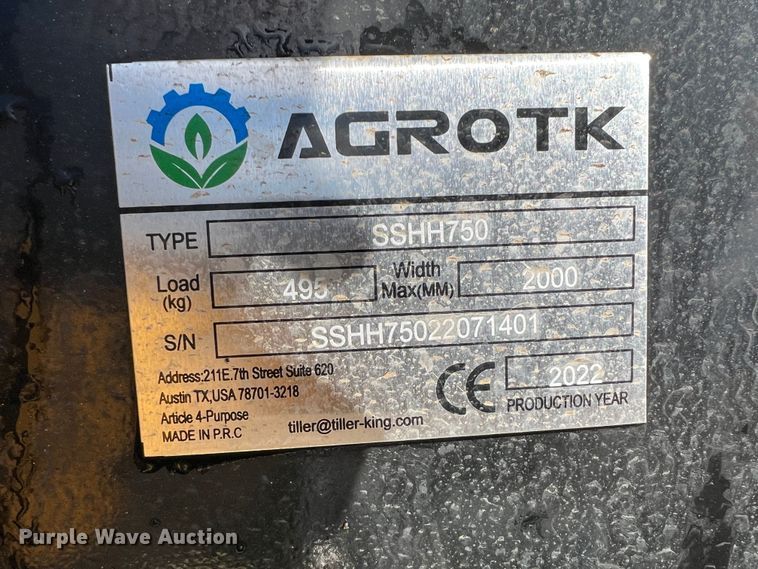 AGROTK
TYPE SSHH750
Load (kg) 495 Width Max(MM) 2000
S/N SSHH75022071401
Address:211E.7th Street Suite 620
Austin TX,USA 78701-3218
Article 4-Purpose
MADE IN P.R.C
tiller@tiller-king.com
CE
2022
PRODUCTION YEAR
Purple Wave Auction